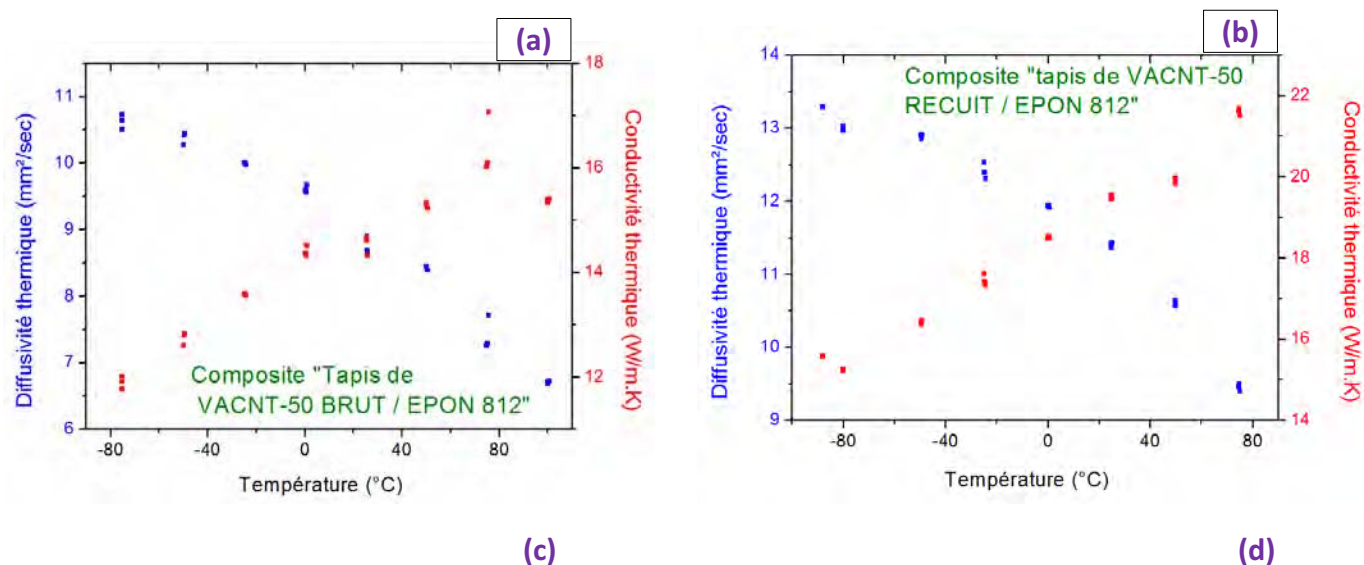 (a)
Diffusivité thermique (mm²/sec)
11
10
9
8
7
6
18
16
14
12
Conductivité thermique (W/m.K)
Composite "Tapis de
VACNT-50 BRUT / EPON 812"
-80
-40
0
40
80
Température (°C)
(b)
Diffusivité thermique (mm²/sec)
14
13
12
11
10
9
22
20
18
16
14
Conductivité thermique (W/m.K)
Composite "tapis de VACNT-50
RECUIT / EPON 812"
-80
-40
0
40
80
Température (°C)
(c)
(d)